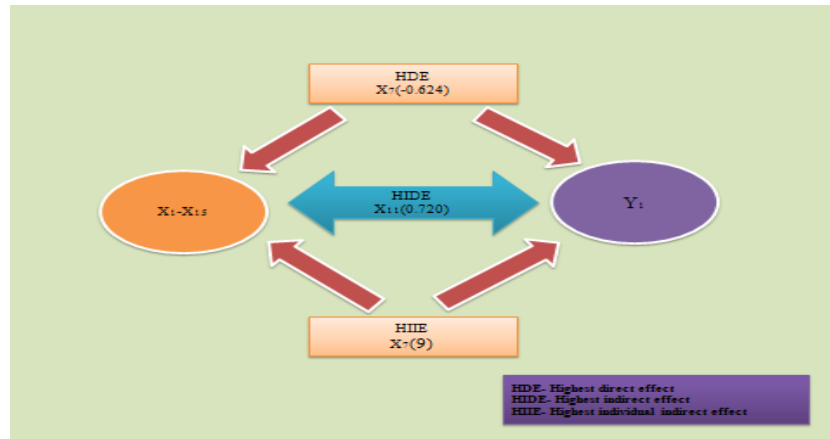 HDE
X₇(-0.624)
X₁-X₁₅
HIDE
X₁₁(0.720)
Y₁
HIIE
X₇(9)
HDE- Highest direct effect
HIDE- Highest indirect effect
HIIE- Highest individual indirect effect